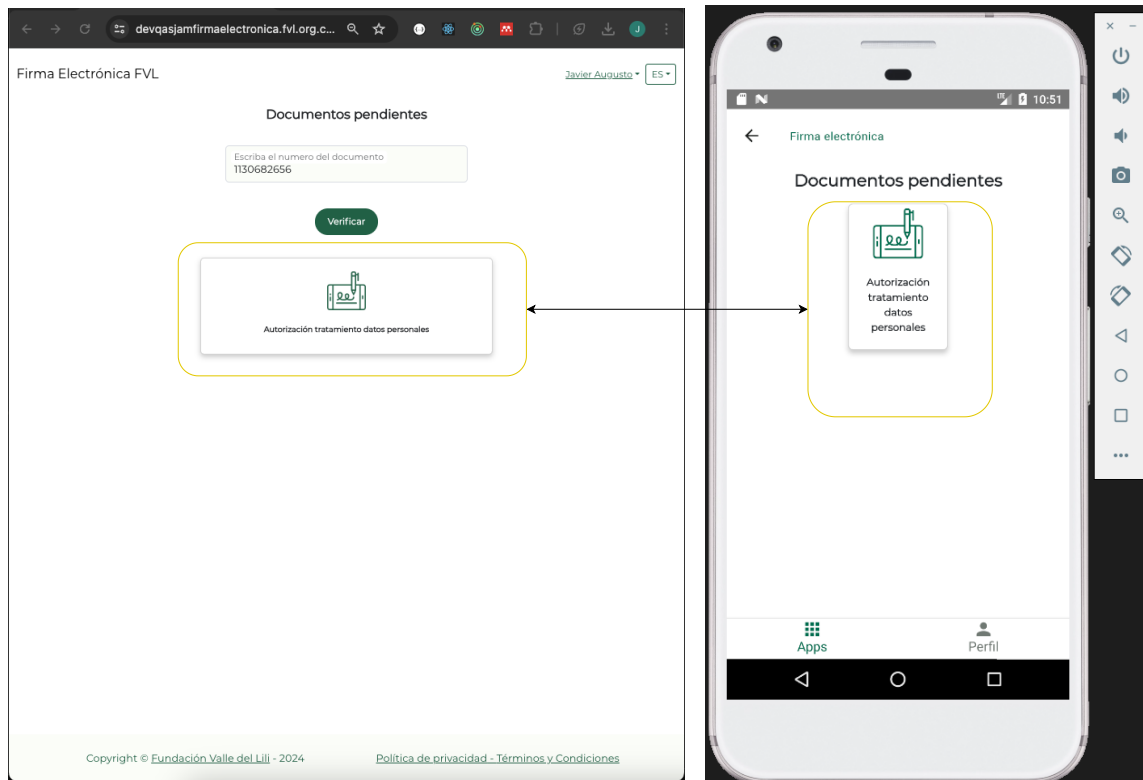 devqasjamfirmaelectronica.fvl.org.c...
J
Firma Electrónica FVL
Javier Augusto
ES
Documentos pendientes
Escriba el numero del documento
1130682656
Verificar
Autorización tratamiento datos personales
Copyright © Fundación Valle del Lili - 2024
Política de privacidad - Términos y Condiciones
LTE
10:51
Firma electrónica
Documentos pendientes
Autorización
tratamiento
datos
personales
Apps
Perfil